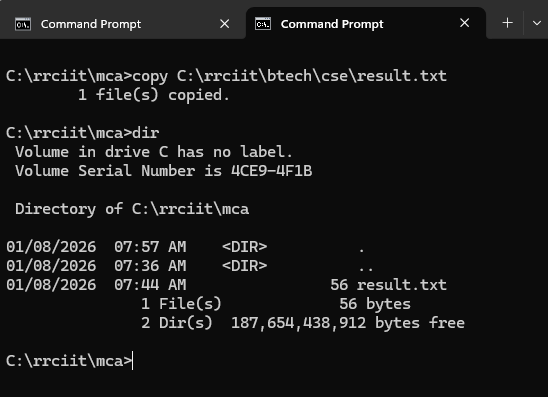 Command Prompt
Command Prompt
C:\rrciit\mca>copy C:\rrciit\btech\cse\result.txt
        1 file(s) copied.
C:\rrciit\mca>dir
 Volume in drive C has no label.
 Volume Serial Number is 4CE9-4F1B
 Directory of C:\rrciit\mca
01/08/2026  07:57 AM    <DIR>          .
01/08/2026  07:36 AM    <DIR>          ..
01/08/2026  07:44 AM                56 result.txt
               1 File(s)             56 bytes
               2 Dir(s)  187,654,438,912 bytes free
C:\rrciit\mca>